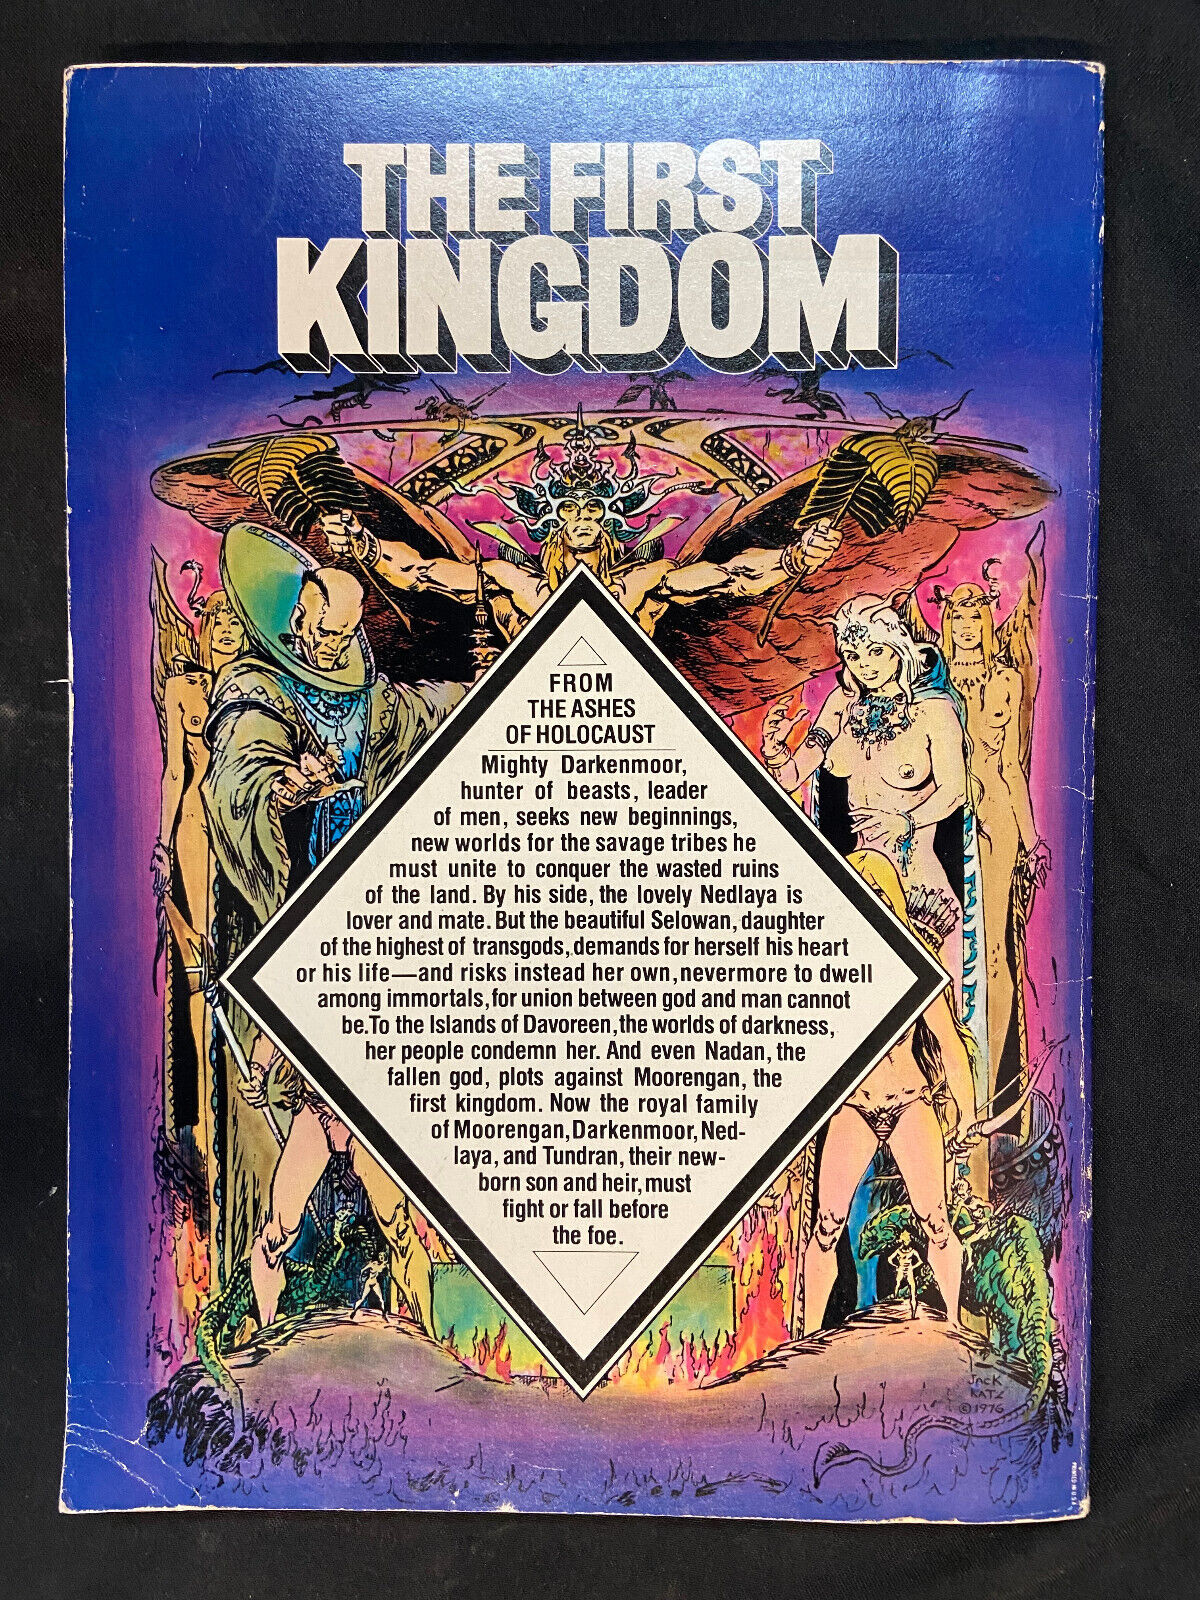 THE FIRST
KINGDOM
FROM
THE ASHES
OF HOLOCAUST
Mighty Darkenmoor,
hunter of beasts, leader
of men, seeks new beginnings,
new worlds for the savage tribes he
must unite to conquer the wasted ruins
of the land. By his side, the lovely Nedlaya is
lover and mate. But the beautiful Selowan, daughter
of the highest of transgods, demands for herself his heart
or his life—and risks instead her own, nevermore to dwell
among immortals, for union between god and man cannot
be. To the Islands of Davoreen, the worlds of darkness,
her people condemn her. And even Nadan, the
fallen god, plots against Moorengan, the
first kingdom. Now the royal family
of Moorengan, Darkenmoor, Ned-
laya, and Tundran, their new-
born son and heir, must
fight or fall before
the foe.
JACK
KATZ
©1976
PRINTED IN U.S.A.